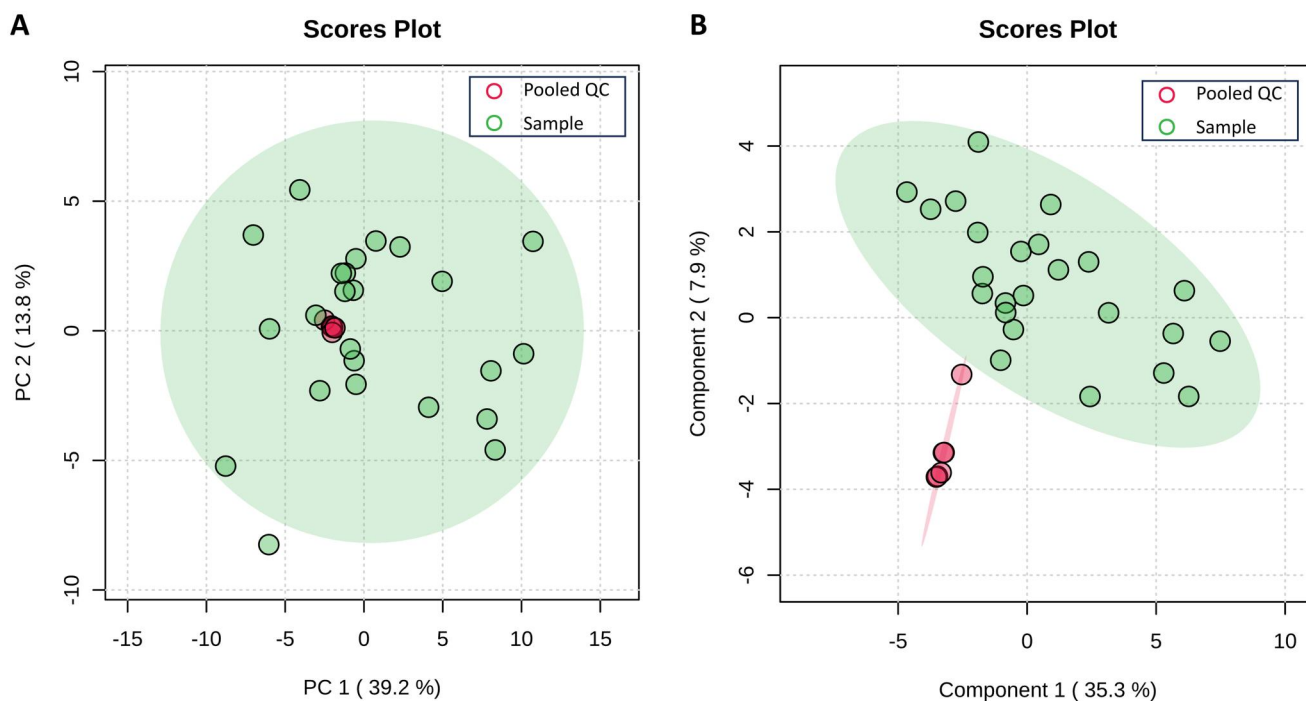 A
Scores Plot
Pooled QC
Sample
10
5
0
-5
-10
PC 2 ( 13.8 %)
-15 -10 -5 0 5 10 15
PC 1 ( 39.2 %)
B
Scores Plot
Pooled QC
Sample
4
2
0
-2
-4
-6
Component 2 ( 7.9 %)
-5 0 5 10
Component 1 ( 35.3 %)